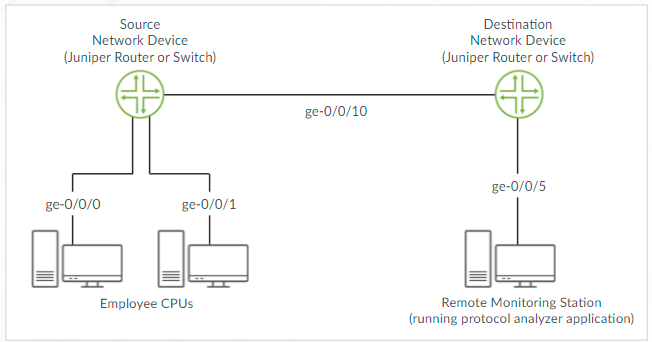 Source
Network Device
(Juniper Router or Switch)
Destination
Network Device
(Juniper Router or Switch)
ge-0/0/10
ge-0/0/0
ge-0/0/1
ge-0/0/5
Employee CPUs
Remote Monitoring Station
(running protocol analyzer application)